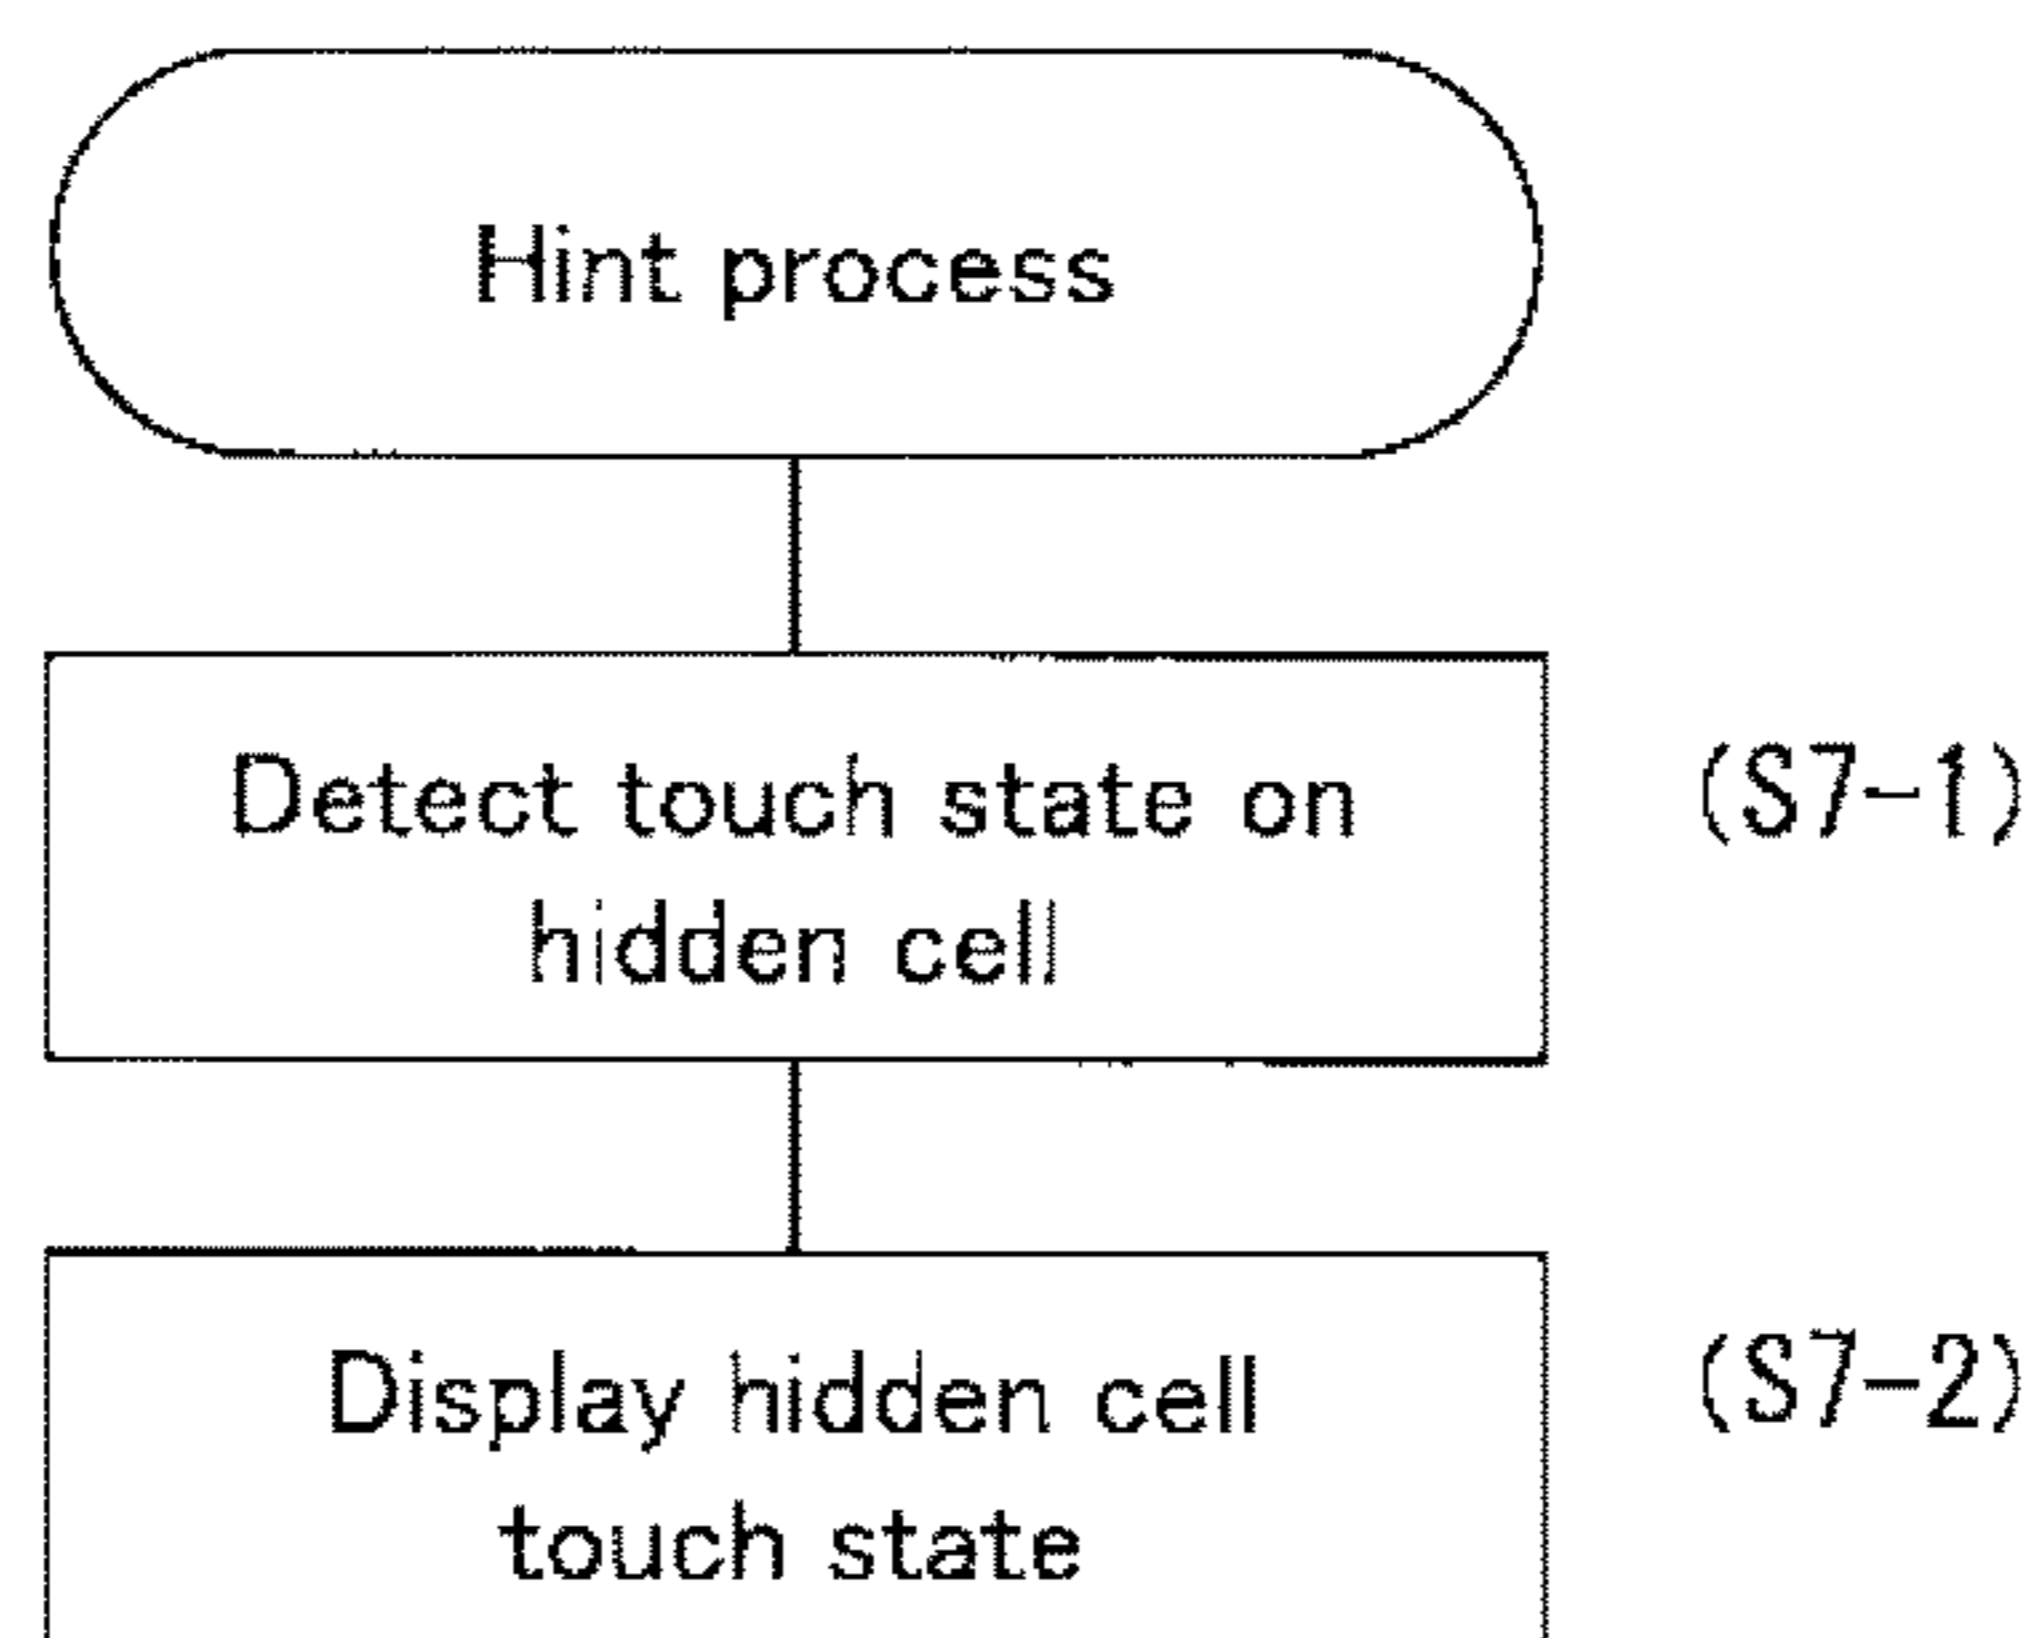 Hint process
Detect touch state on
hidden cell
(S7-1)
Display hidden cell
touch state
(S7-2)